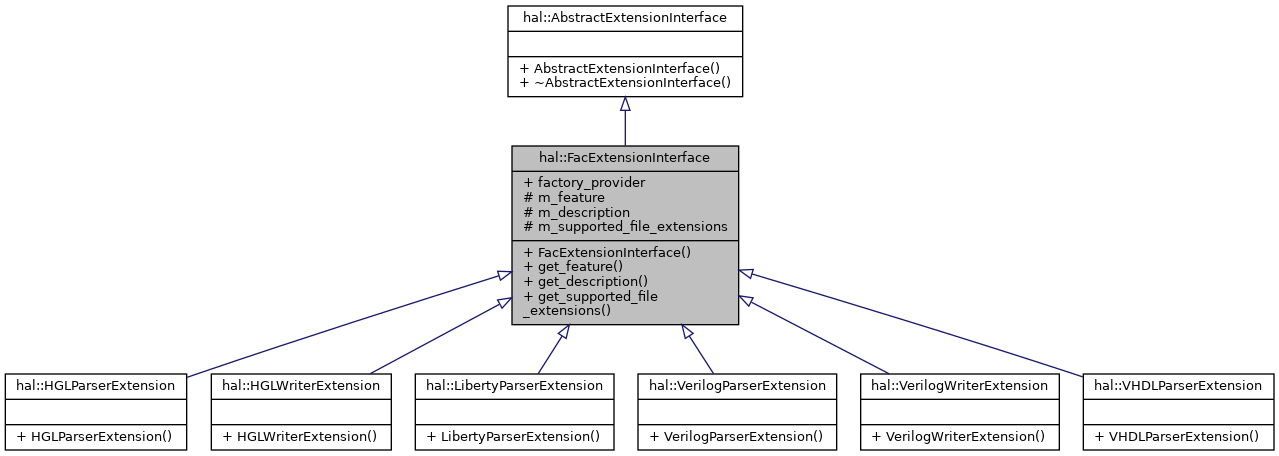 hal::AbstractExtensionInterface
+ AbstractExtensionInterface()
+ ~AbstractExtensionInterface()
hal::FacExtensionInterface
+ factory_provider
# m_feature
# m_description
# m_supported_file_extensions
+ FacExtensionInterface()
+ get_feature()
+ get_description()
+ get_supported_file
_extensions()
hal::HGLParserExtension
+ HGLParserExtension()
hal::HGLWriterExtension
+ HGLWriterExtension()
hal::LibertyParserExtension
+ LibertyParserExtension()
hal::VerilogParserExtension
+ VerilogParserExtension()
hal::VerilogWriterExtension
+ VerilogWriterExtension()
hal::VHDLParserExtension
+ VHDLParserExtension()